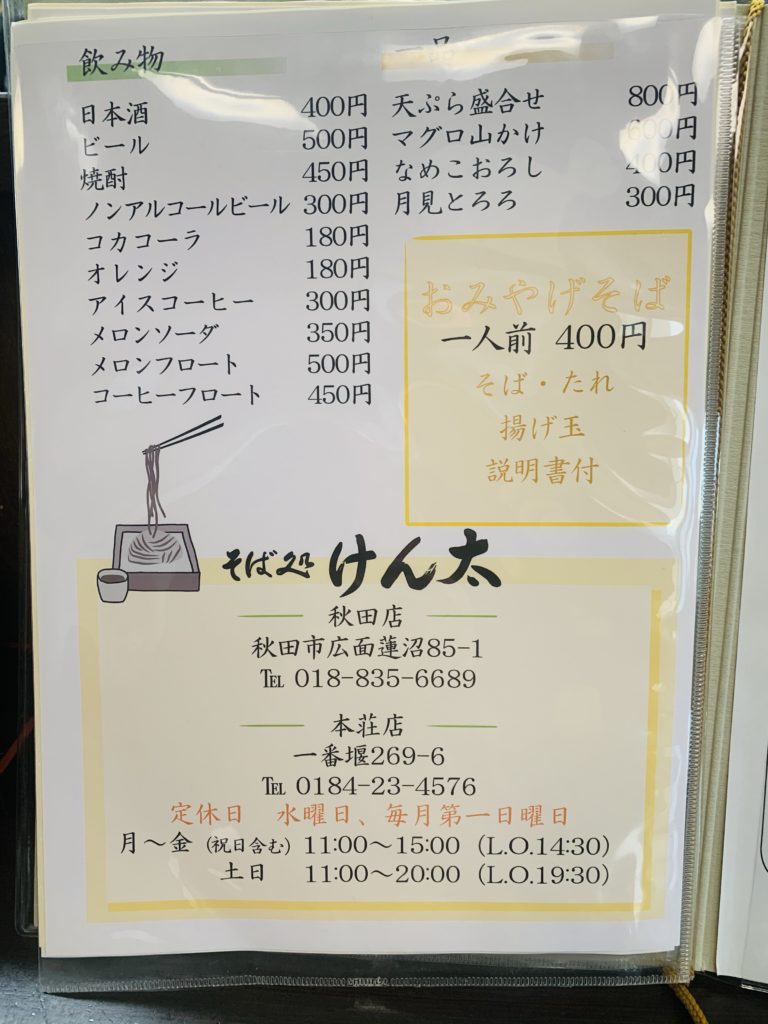 飲み物
日本酒 400円
ビール 500円
焼酎 450円
ノンアルコールビール 300円
コカコーラ 180円
オレンジ 180円
アイスコーヒー 300円
メロンソーダ 350円
メロンフロート 500円
コーヒーフロート 450円
一品
天ぷら盛合せ 800円
マグロ山かけ 600円
なめこおろし 400円
月見とろろ 300円
おみやげそば
一人前 400円
そば・たれ
揚げ玉
説明書付
そば処 けん太
秋田店
秋田市広面蓮沼85-1
℡ 018-835-6689
本荘店
一番堰269-6
℡ 0184-23-4576
定休日 水曜日、毎月第一日曜日
月〜金（祝日含む）11:00〜15:00（L.O.14:30）
土日 11:00〜20:00（L.O.19:30）